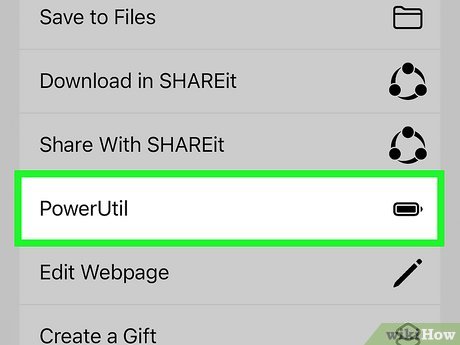 Save to Files
Download in SHAREit
Share With SHAREit
PowerUtil
Edit Webpage
Create a Gift
wikiHow